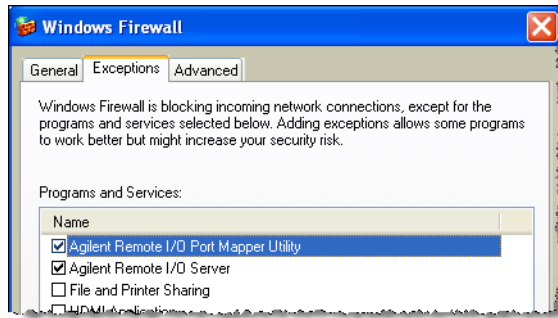 Windows Firewall
General Exceptions Advanced
Windows Firewall is blocking incoming network connections, except for the
programs and services selected below. Adding exceptions allows some programs
to work better but might increase your security risk.
Programs and Services:
Name
Agilent Remote I/O Port Mapper Utility
Agilent Remote I/O Server
File and Printer Sharing
HDMI Application